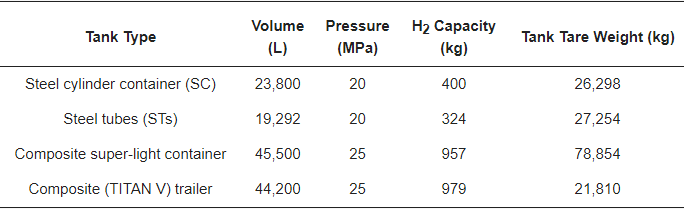 Tank Type Volume (L) Pressure (MPa) H2 Capacity (kg) Tank Tare Weight (kg)
Steel cylinder container (SC) 23,800 20 400 26,298
Steel tubes (STs) 19,292 20 324 27,254
Composite super-light container 45,500 25 957 78,854
Composite (TITAN V) trailer 44,200 25 979 21,810